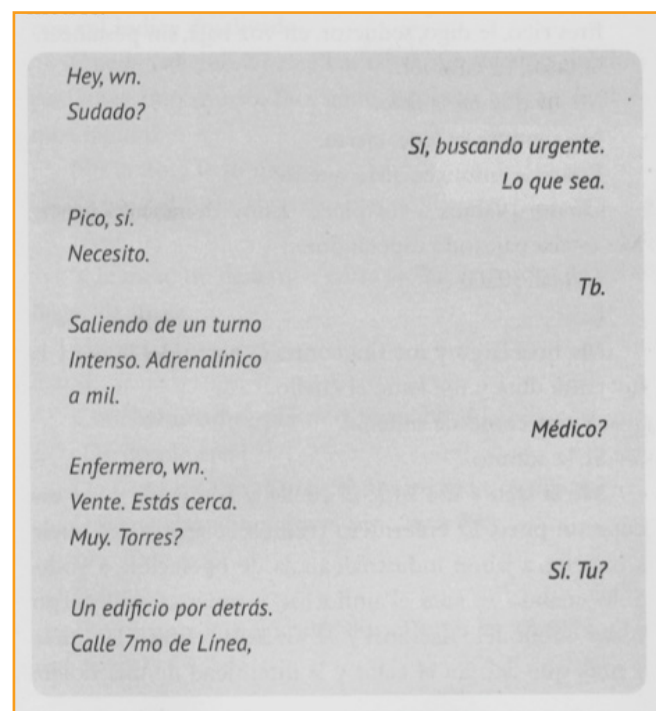 Hey, wn.
Sudado?
Sí, buscando urgente.
Lo que sea.
Pico, sí.
Necesito.
Tb.
Saliendo de un turno
Intenso. Adrenalínico
a mil.
Médico?
Enfermero, wn.
Vente. Estás cerca.
Muy. Torres?
Sí. Tu?
Un edificio por detrás.
Calle 7mo de Línea,